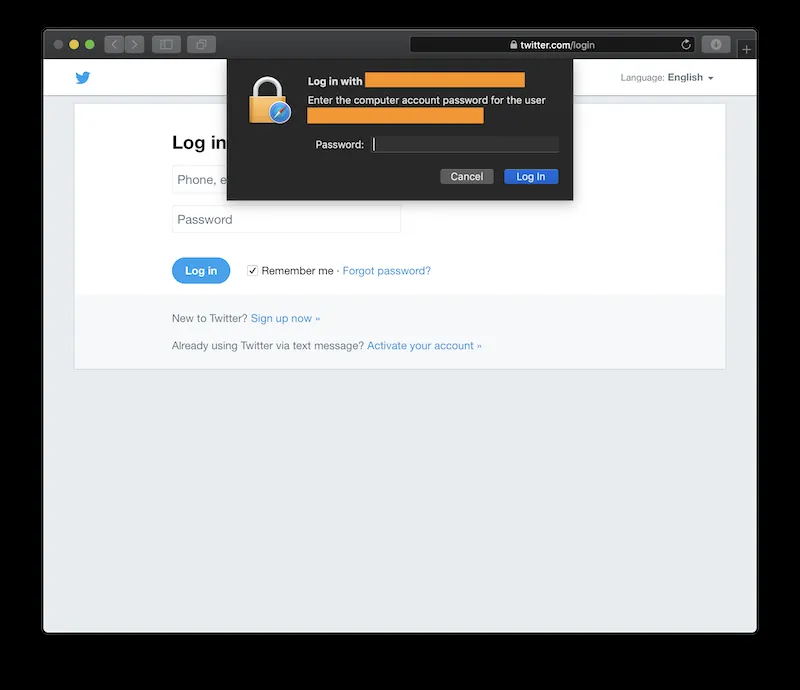 twitter.com/login
Language: English
Log in with
Enter the computer account password for the user
Password:
Cancel Log In
Log in
Phone, e
Password
Log in Remember me · Forgot password?
New to Twitter? Sign up now »
Already using Twitter via text message? Activate your account »